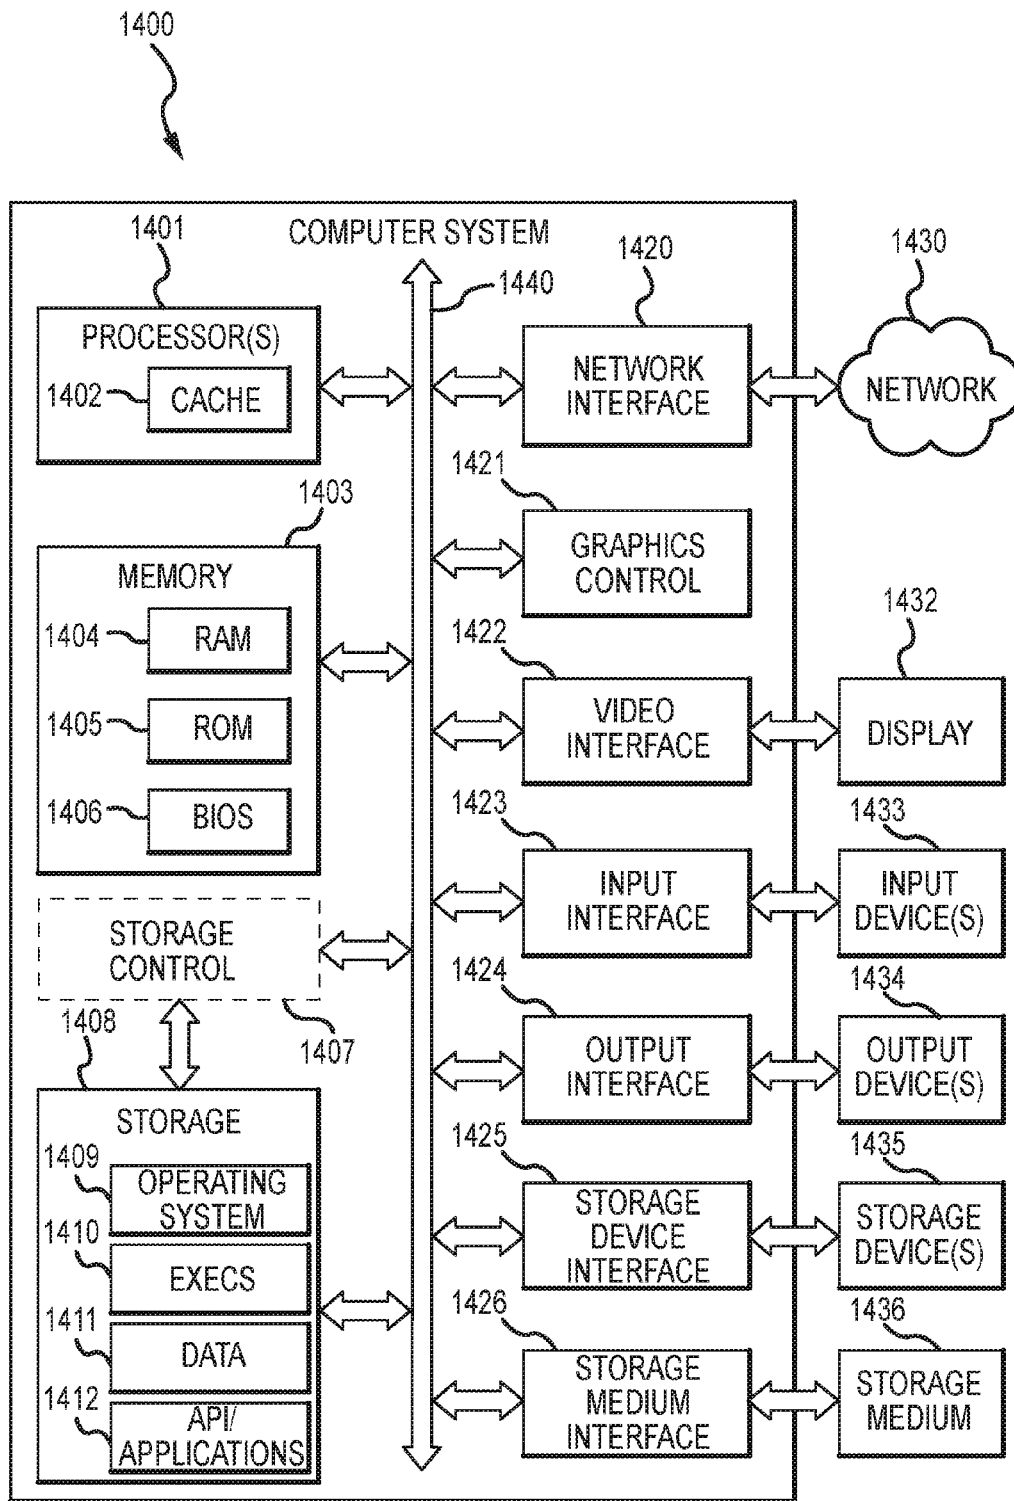 1400
COMPUTER SYSTEM
1401
PROCESSOR(S)
1402
CACHE
1403
MEMORY
1404
RAM
1405
ROM
1406
BIOS
STORAGE
CONTROL
1407
1408
STORAGE
1409
OPERATING
SYSTEM
1410
EXECS
1411
DATA
1412
API/
APPLICATIONS
1440
1420
NETWORK
INTERFACE
1430
NETWORK
1421
GRAPHICS
CONTROL
1422
VIDEO
INTERFACE
1432
DISPLAY
1423
INPUT
INTERFACE
1433
INPUT
DEVICE(S)
1424
OUTPUT
INTERFACE
1434
OUTPUT
DEVICE(S)
1425
STORAGE
DEVICE
INTERFACE
1435
STORAGE
DEVICE(S)
1426
STORAGE
MEDIUM
INTERFACE
1436
STORAGE
MEDIUM